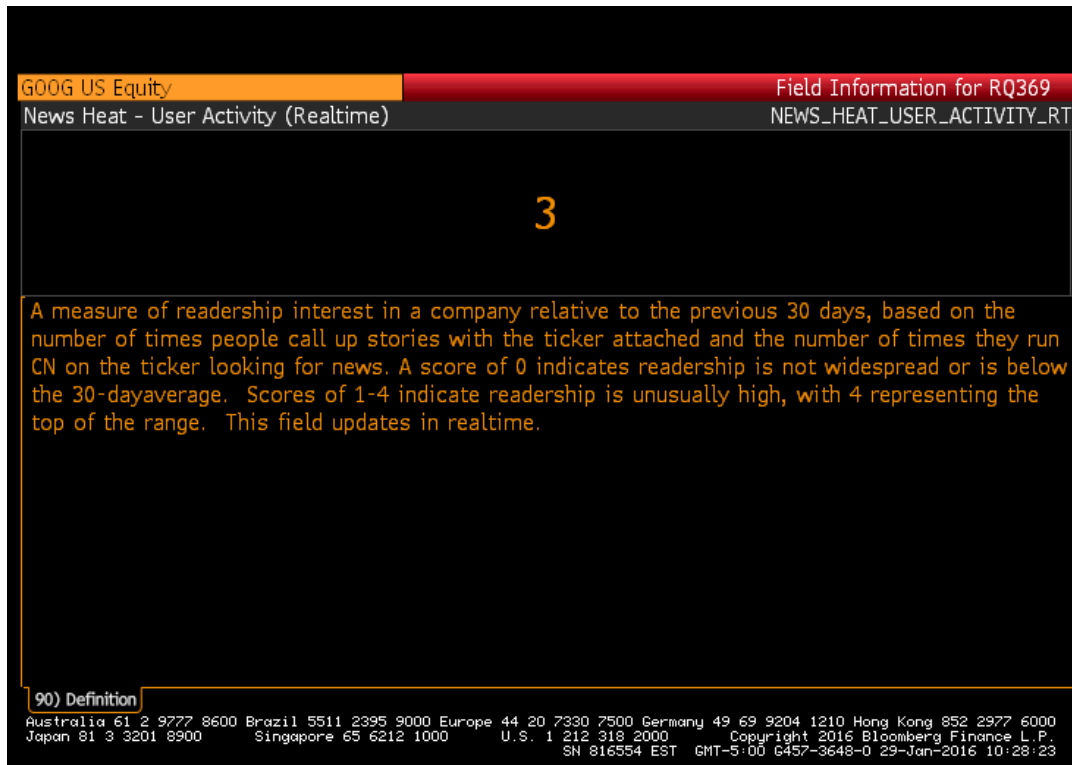 GOOG US Equity Field Information for RQ369
News Heat - User Activity (Realtime) NEWS_HEAT_USER_ACTIVITY_RT
3
A measure of readership interest in a company relative to the previous 30 days, based on the
number of times people call up stories with the ticker attached and the number of times they run
CN on the ticker looking for news. A score of 0 indicates readership is not widespread or is below
the 30-dayaverage.  Scores of 1-4 indicate readership is unusually high, with 4 representing the
top of the range.  This field updates in realtime.
90) Definition
Australia 61 2 9777 8600 Brazil 5511 2395 9000 Europe 44 20 7330 7500 Germany 49 69 9204 1210 Hong Kong 852 2977 6000
Japan 81 3 3201 8900 Singapore 65 6212 1000 U.S. 1 212 318 2000 Copyright 2016 Bloomberg Finance L.P.
SN 816554 EST GMT-5:00 G457-3648-0 29-Jan-2016 10:28:23